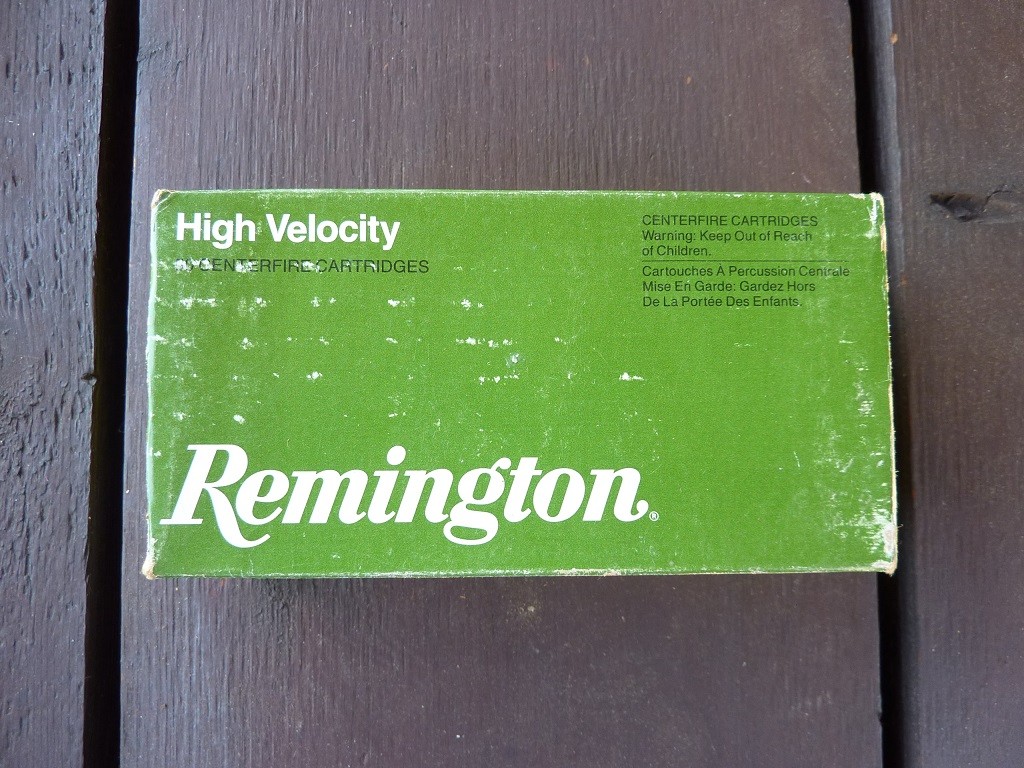 High Velocity
CENTERFIRE CARTRIDGES
CENTERFIRE CARTRIDGES
Warning: Keep Out of Reach
of Children.
Cartouches A Percussion Centrale
Mise En Garde: Gardez Hors
De La Portée Des Enfants.
Remington®